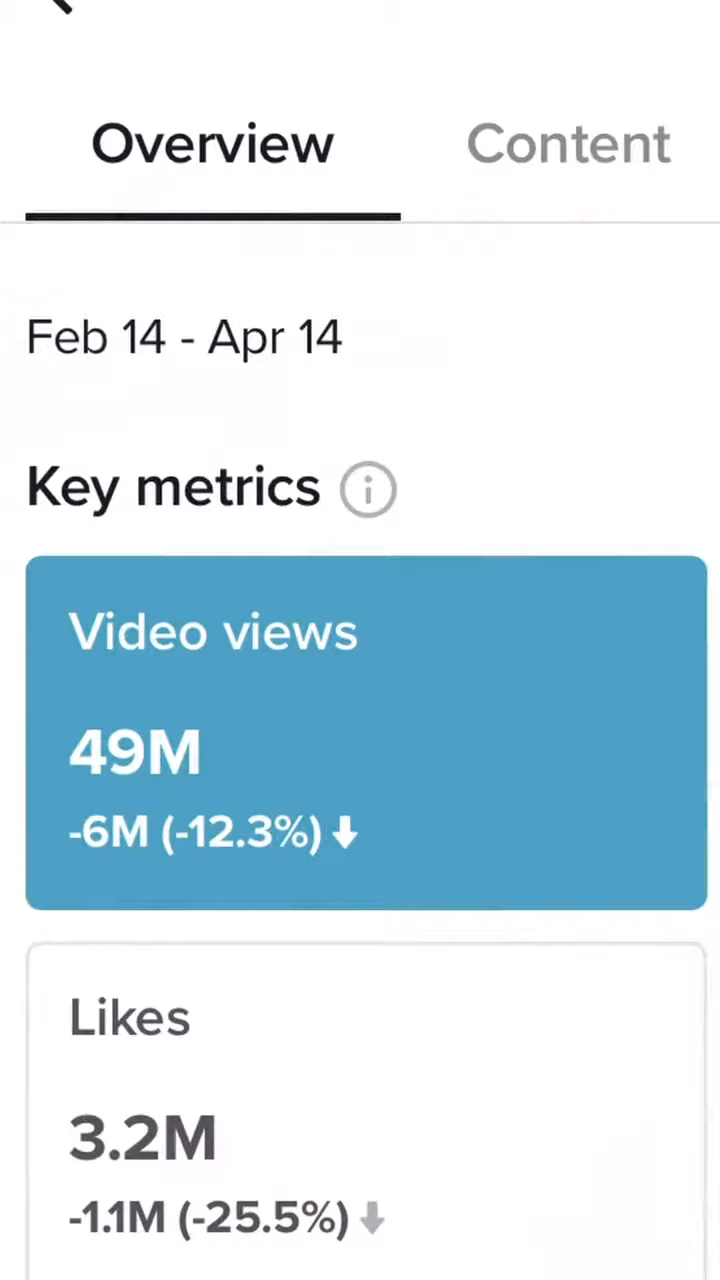 Overview Content
Feb 14 - Apr 14
Key metrics
Video views
49M
-6M (-12.3%)
Likes
3.2M
-1.1M (-25.5%)